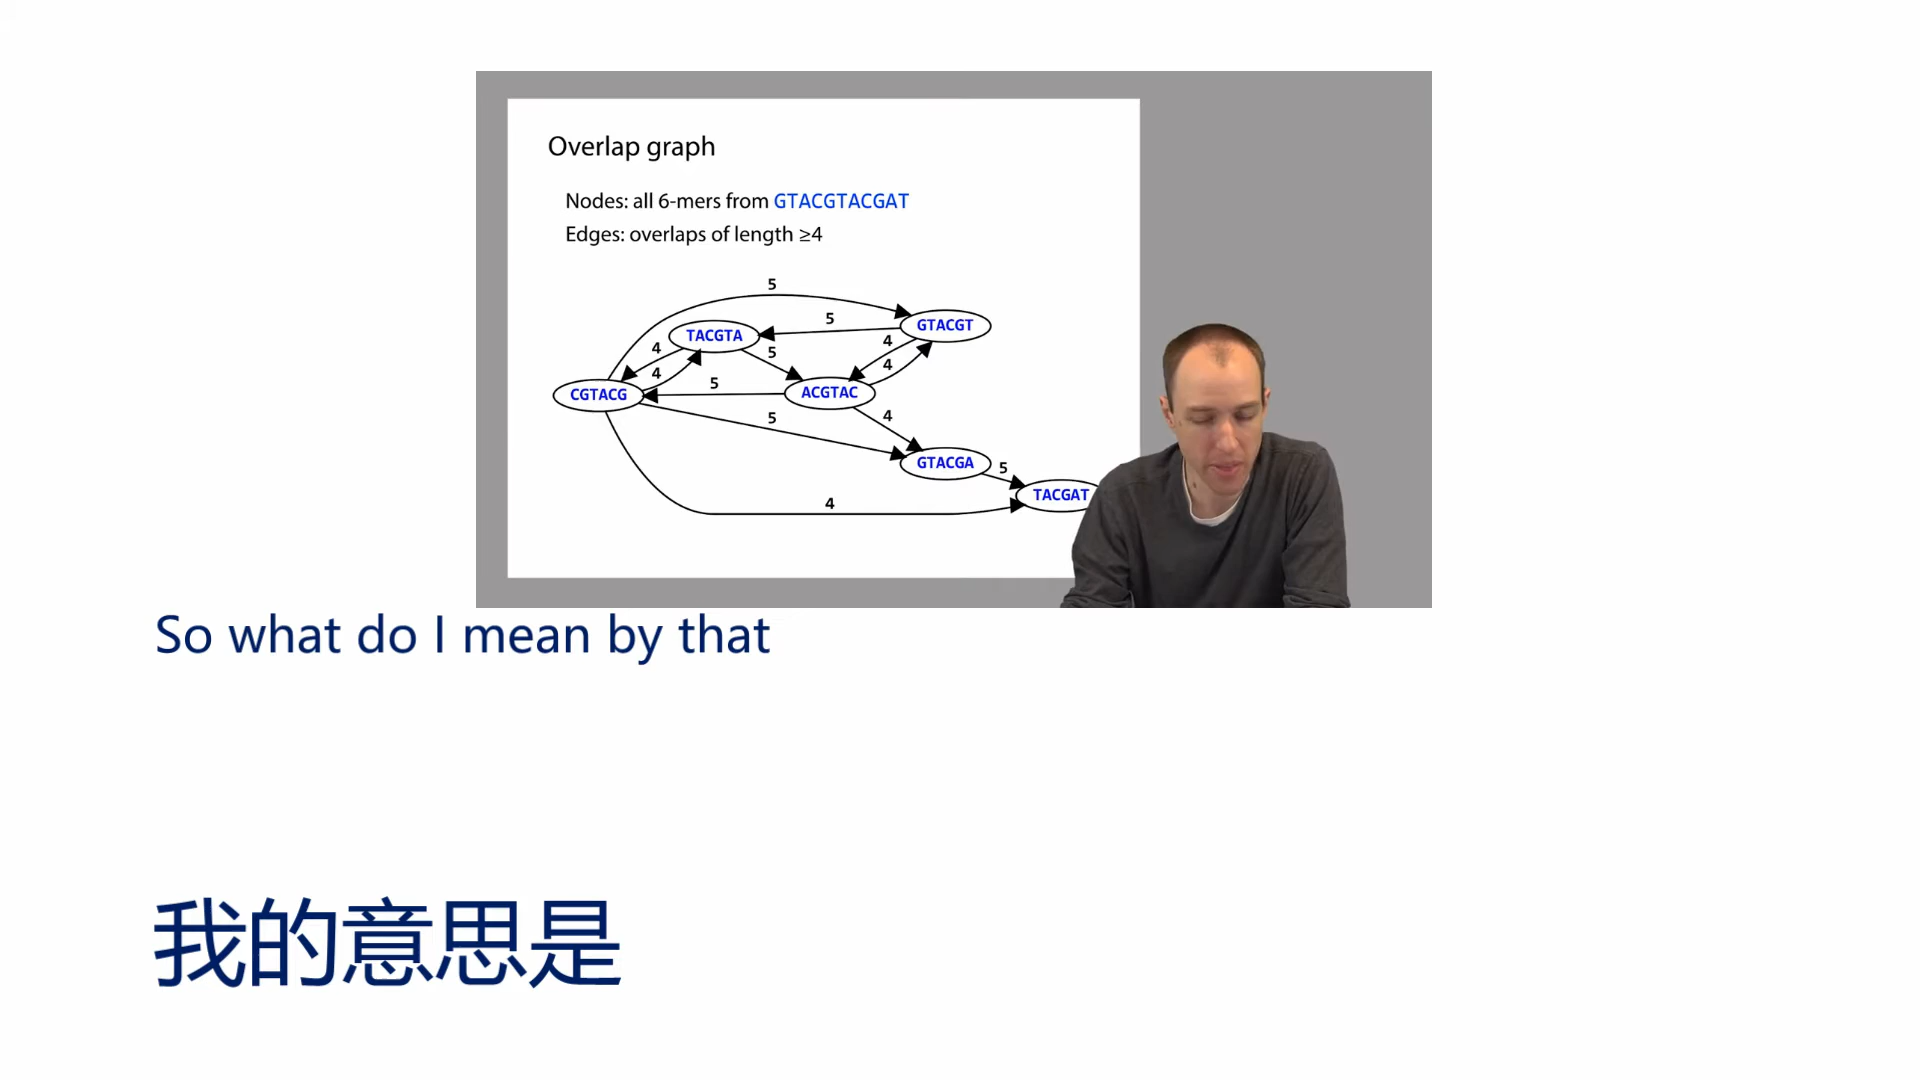 Overlap graph
Nodes: all 6-mers from GTACGTACGAT
Edges: overlaps of length ≥4
5
TACGTA
5
GTACGT
4
5
4
4
4
CGTACG
5
ACGTAC
5
4
GTACGA
5
TACGAT
4
So what do I mean by that
我的意思是